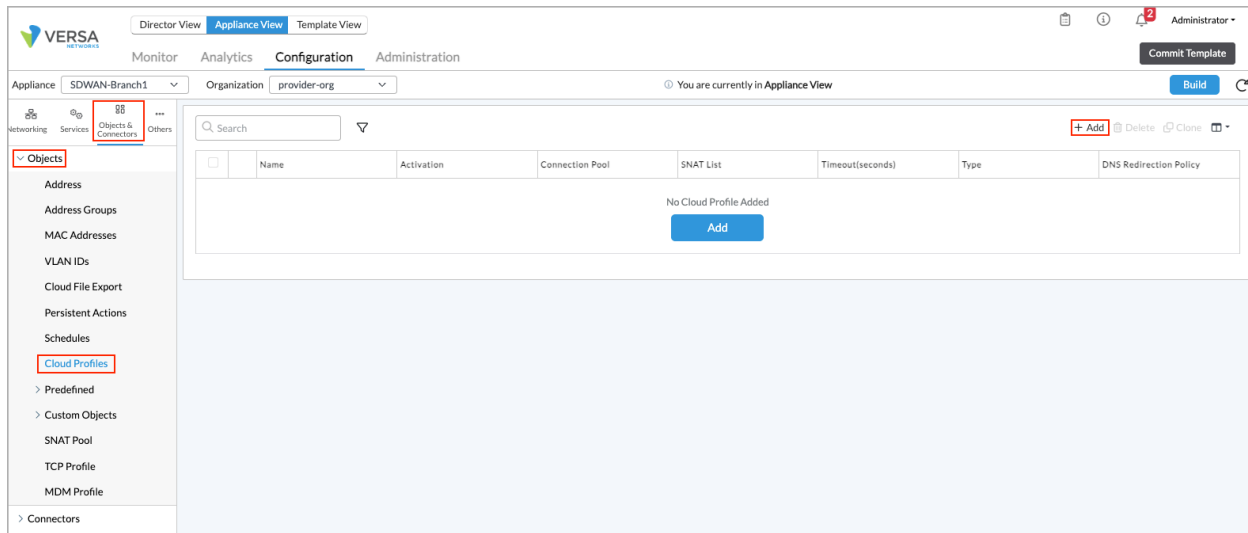 Director View Appliance View Template View
2
Administrator
VERSA
NETWORKS
Monitor Analytics Configuration Administration
Commit Template
Appliance SDWAN-Branch1 Organization provider-org You are currently in Appliance View Build
Networking Services Objects & Connectors Others
Search + Add Delete Clone
Objects
Name Activation Connection Pool SNAT List Timeout(seconds) Type DNS Redirection Policy
Address
No Cloud Profile Added
Address Groups
Add
MAC Addresses
VLAN IDs
Cloud File Export
Persistent Actions
Schedules
Cloud Profiles
Predefined
Custom Objects
SNAT Pool
TCP Profile
MDM Profile
Connectors